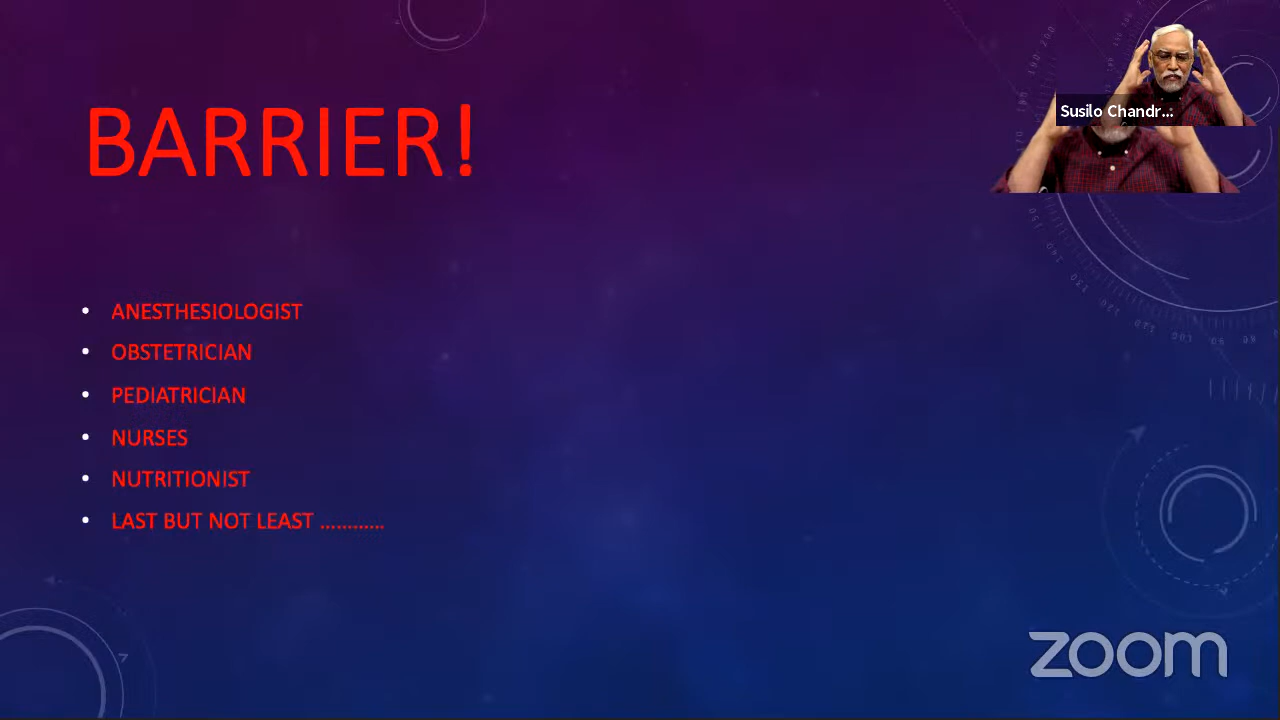 BARRIER!
Susilo Chandr...
• ANESTHESIOLOGIST
• OBSTETRICIAN
• PEDIATRICIAN
• NURSES
• NUTRITIONIST
• LAST BUT NOT LEAST ............
zoom